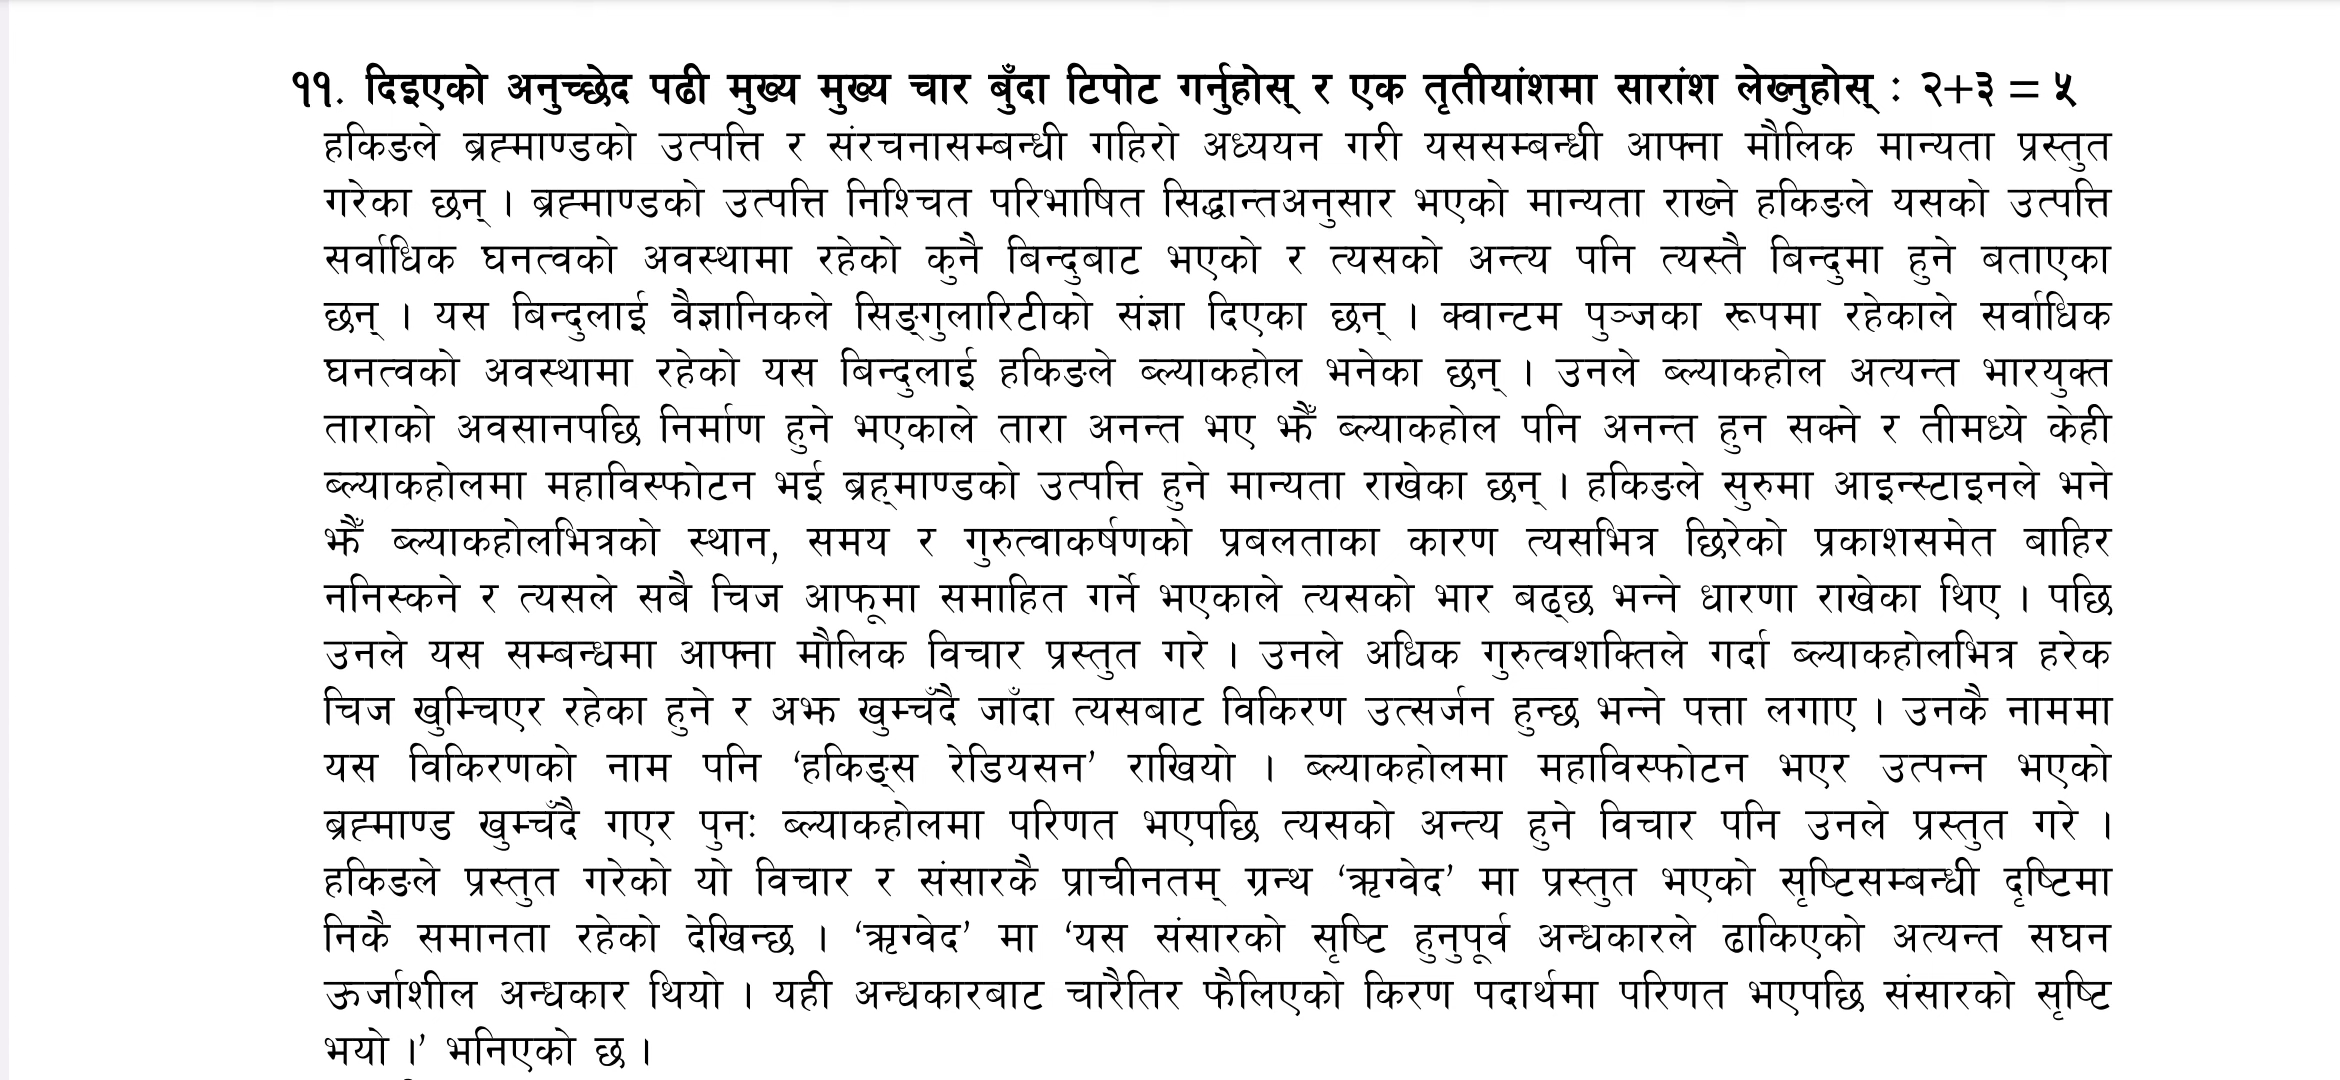 ११. दिइएको अनुच्छेद पढी मुख्य मुख्य चार बुँदा टिपोट गर्नुहोस् र एक तृतीयांशमा सारांश लेख्नुहोस् : २+३ = ५
हकिङले ब्रह्माण्डको उत्पत्ति र संरचनासम्बन्धी गहिरो अध्ययन गरी यससम्बन्धी आफ्ना मौलिक मान्यता प्रस्तुत
गरेका छन् । ब्रह्माण्डको उत्पत्ति निश्चित परिभाषित सिद्धान्तअनुसार भएको मान्यता राख्ने हकिङले यसको उत्पत्ति
सर्वाधिक घनत्वको अवस्थामा रहेको कुनै बिन्दुबाट भएको र त्यसको अन्त्य पनि त्यस्तै बिन्दुमा हुने बताएका
छन् । यस बिन्दुलाई वैज्ञानिकले सिङ्गुलारिटीको संज्ञा दिएका छन् । क्वान्टम पुञ्जका रूपमा रहेकाले सर्वाधिक
घनत्वको अवस्थामा रहेको यस बिन्दुलाई हकिङले ब्ल्याकहोल भनेका छन् । उनले ब्ल्याकहोल अत्यन्त भारयुक्त
ताराको अवसानपछि निर्माण हुने भएकाले तारा अनन्त भए झैँ ब्ल्याकहोल पनि अनन्त हुन सक्ने र तीमध्ये केही
ब्ल्याकहोलमा महाविस्फोटन भई ब्रह्माण्डको उत्पत्ति हुने मान्यता राखेका छन् । हकिङले सुरुमा आइन्स्टाइनले भने
झैँ ब्ल्याकहोलभित्रको स्थान, समय र गुरुत्वाकर्षणको प्रबलताका कारण त्यसभित्र छिरेको प्रकाशसमेत बाहिर
ननिस्कने र त्यसले सबै चिज आफूमा समाहित गर्ने भएकाले त्यसको भार बढ्छ भन्ने धारणा राखेका थिए । पछि
उनले यस सम्बन्धमा आफ्ना मौलिक विचार प्रस्तुत गरे । उनले अधिक गुरुत्वशक्तिले गर्दा ब्ल्याकहोलभित्र हरेक
चिज खुम्चिएर रहेका हुने र अझ खुम्चँदै जाँदा त्यसबाट विकिरण उत्सर्जन हुन्छ भन्ने पत्ता लगाए । उनकै नाममा
यस विकिरणको नाम पनि ‘हकिङ्स रेडियसन’ राखियो । ब्ल्याकहोलमा महाविस्फोटन भएर उत्पन्न भएको
ब्रह्माण्ड खुम्चँदै गएर पुनः ब्ल्याकहोलमा परिणत भएपछि त्यसको अन्त्य हुने विचार पनि उनले प्रस्तुत गरे ।
हकिङले प्रस्तुत गरेको यो विचार र संसारकै प्राचीनतम् ग्रन्थ ‘ऋग्वेद’ मा प्रस्तुत भएको सृष्टिसम्बन्धी दृष्टिमा
निकै समानता रहेको देखिन्छ । ‘ऋग्वेद’ मा ‘यस संसारको सृष्टि हुनुपूर्व अन्धकारले ढाकिएको अत्यन्त सघन
ऊर्जाशील अन्धकार थियो । यही अन्धकारबाट चारैतिर फैलिएको किरण पदार्थमा परिणत भएपछि संसारको सृष्टि
भयो ।’ भनिएको छ ।